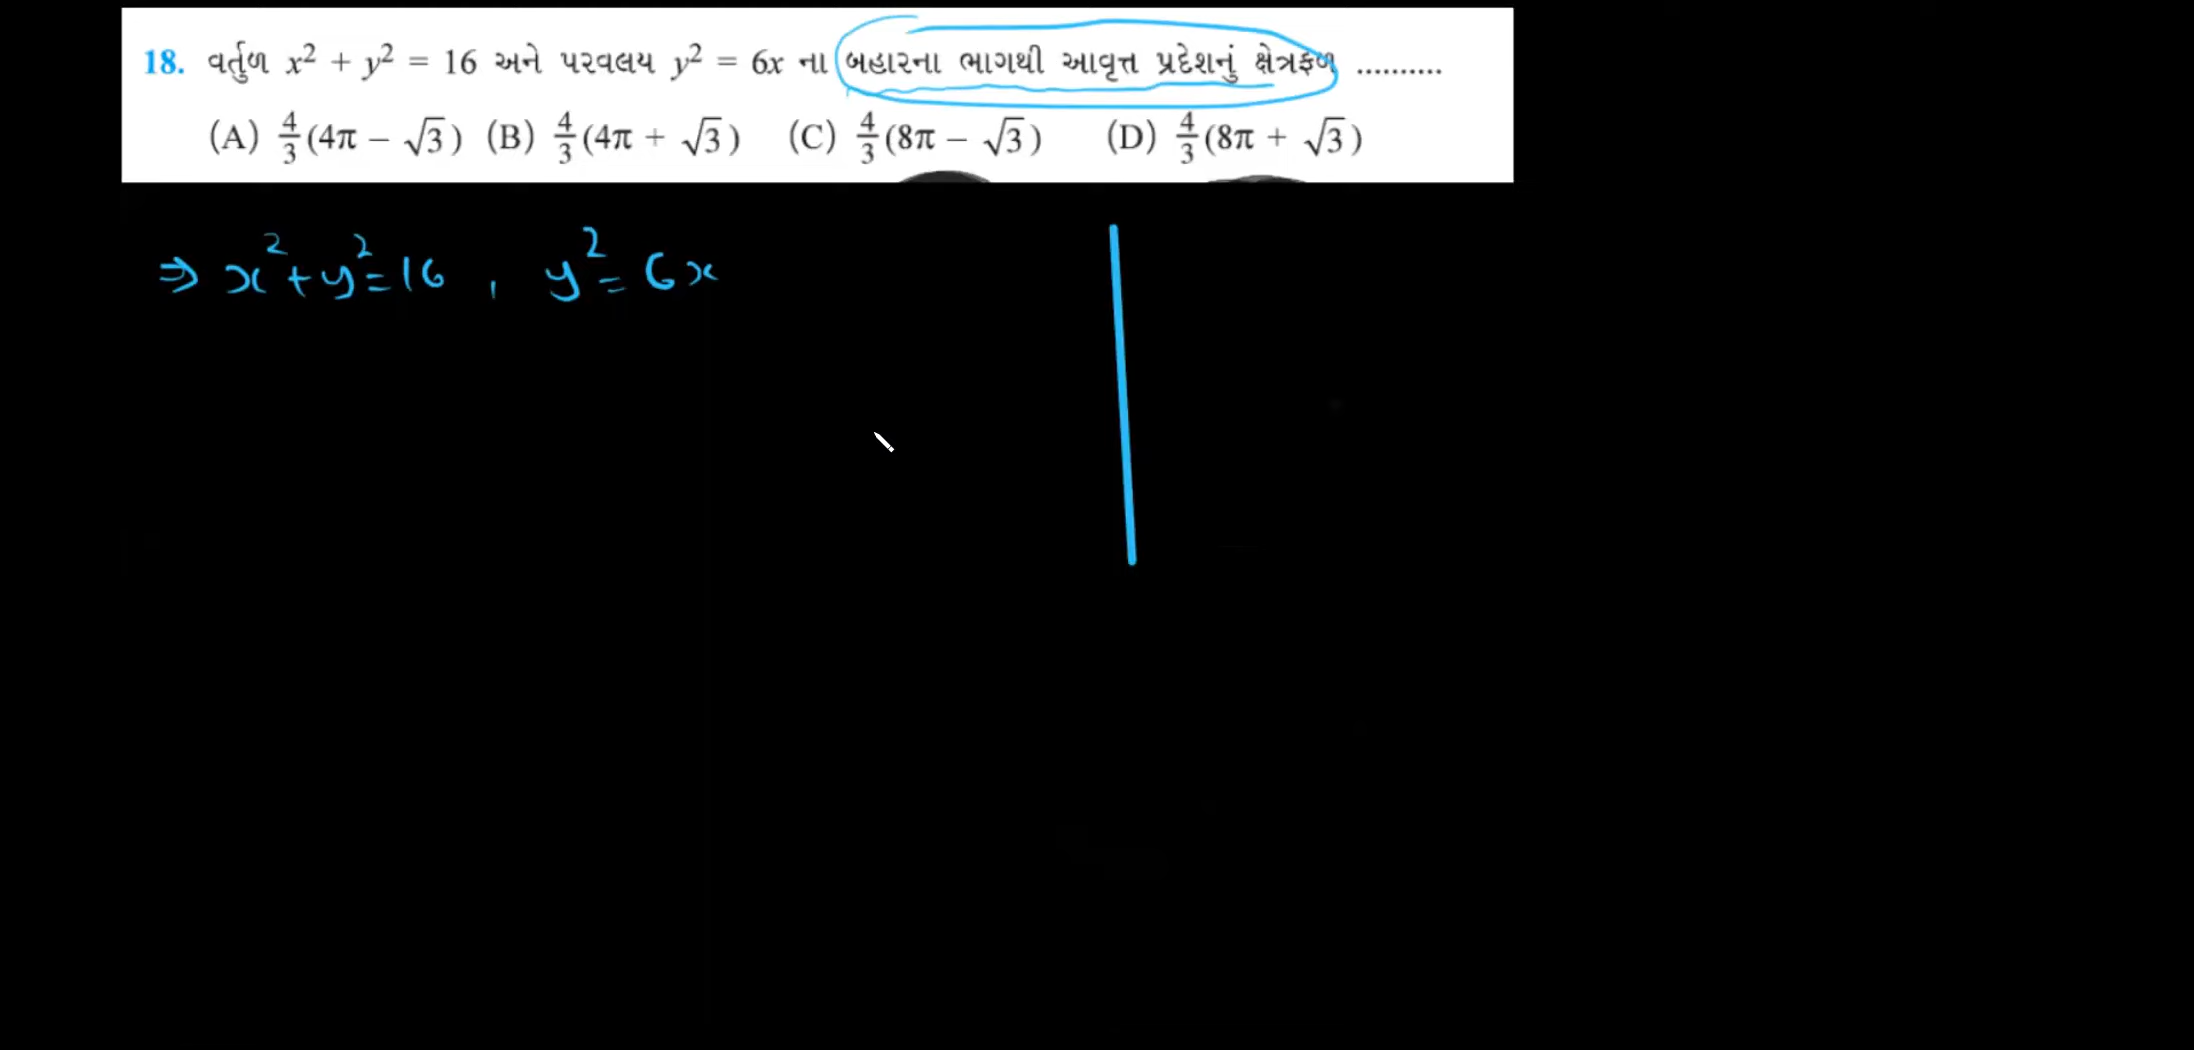 18. વર્તુળ x² + y² = 16 અને પરવલય y² = 6x ના બહારના ભાગથી આવૃત્ત પ્રદેશનું ક્ષેત્રફળ ..........
(A) 4/3(4π – √3) (B) 4/3(4π + √3) (C) 4/3(8π – √3) (D) 4/3(8π + √3)
⇒ x² + y² = 16 , y² = 6x